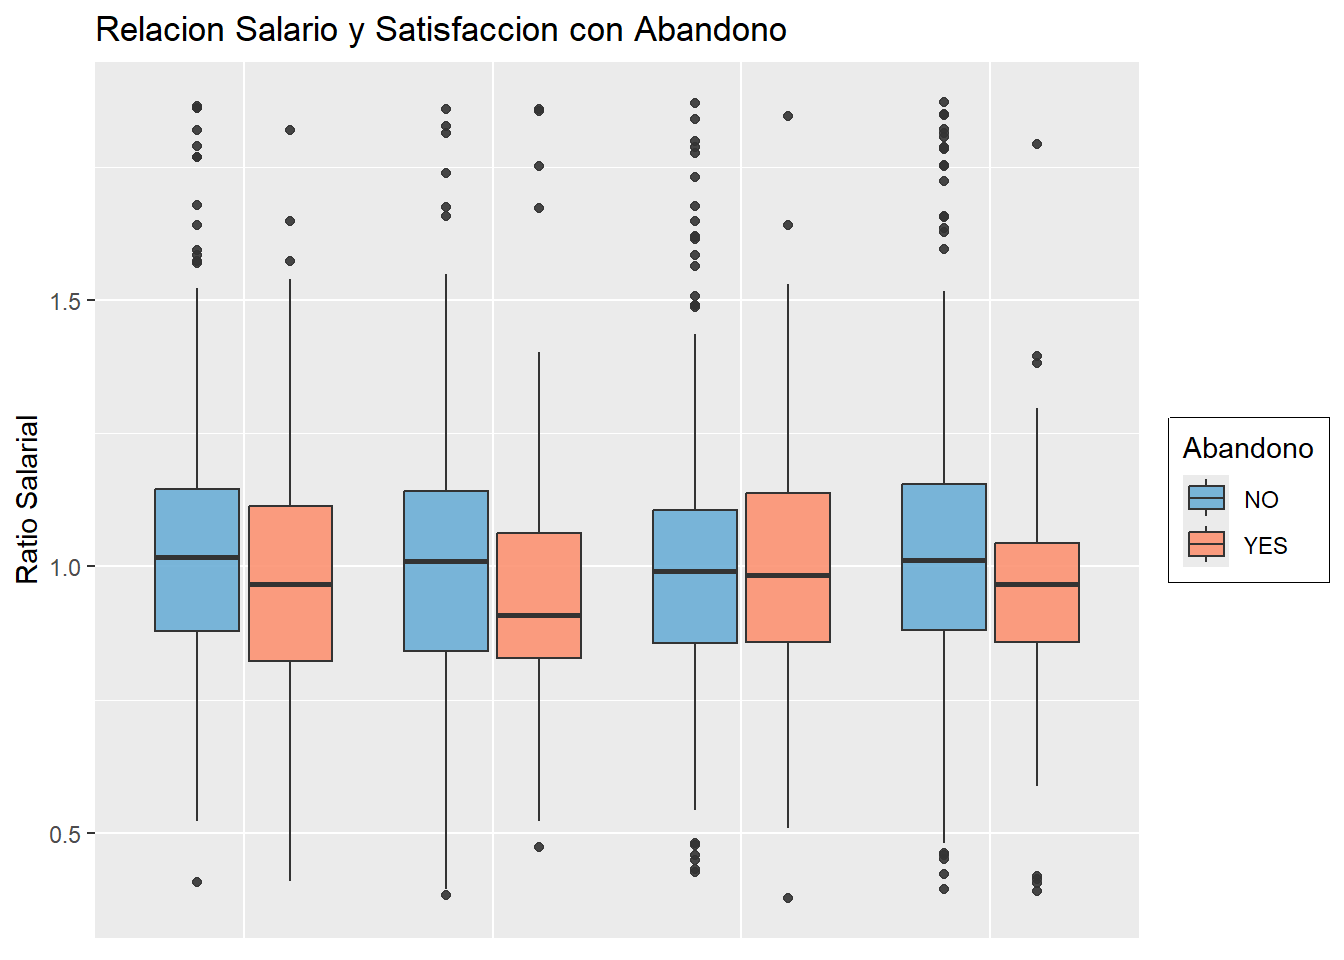 Relacion Salario y Satisfaccion con Abandono
Ratio Salarial
1.5
1.0
0.5
Abandono
NO
YES